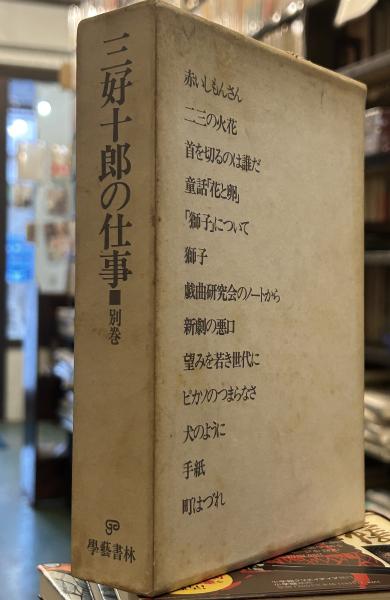 三好十郎の仕事■別巻
學藝書林
赤いしもんさん
二三の火花
首を切るのは誰だ
童話「花と卵」
「獅子」について
獅子
戯曲研究会のノートから
新劇の悪口
望みを若き世代に
ピカソのつまらなさ
犬のように
手紙
町はづれ